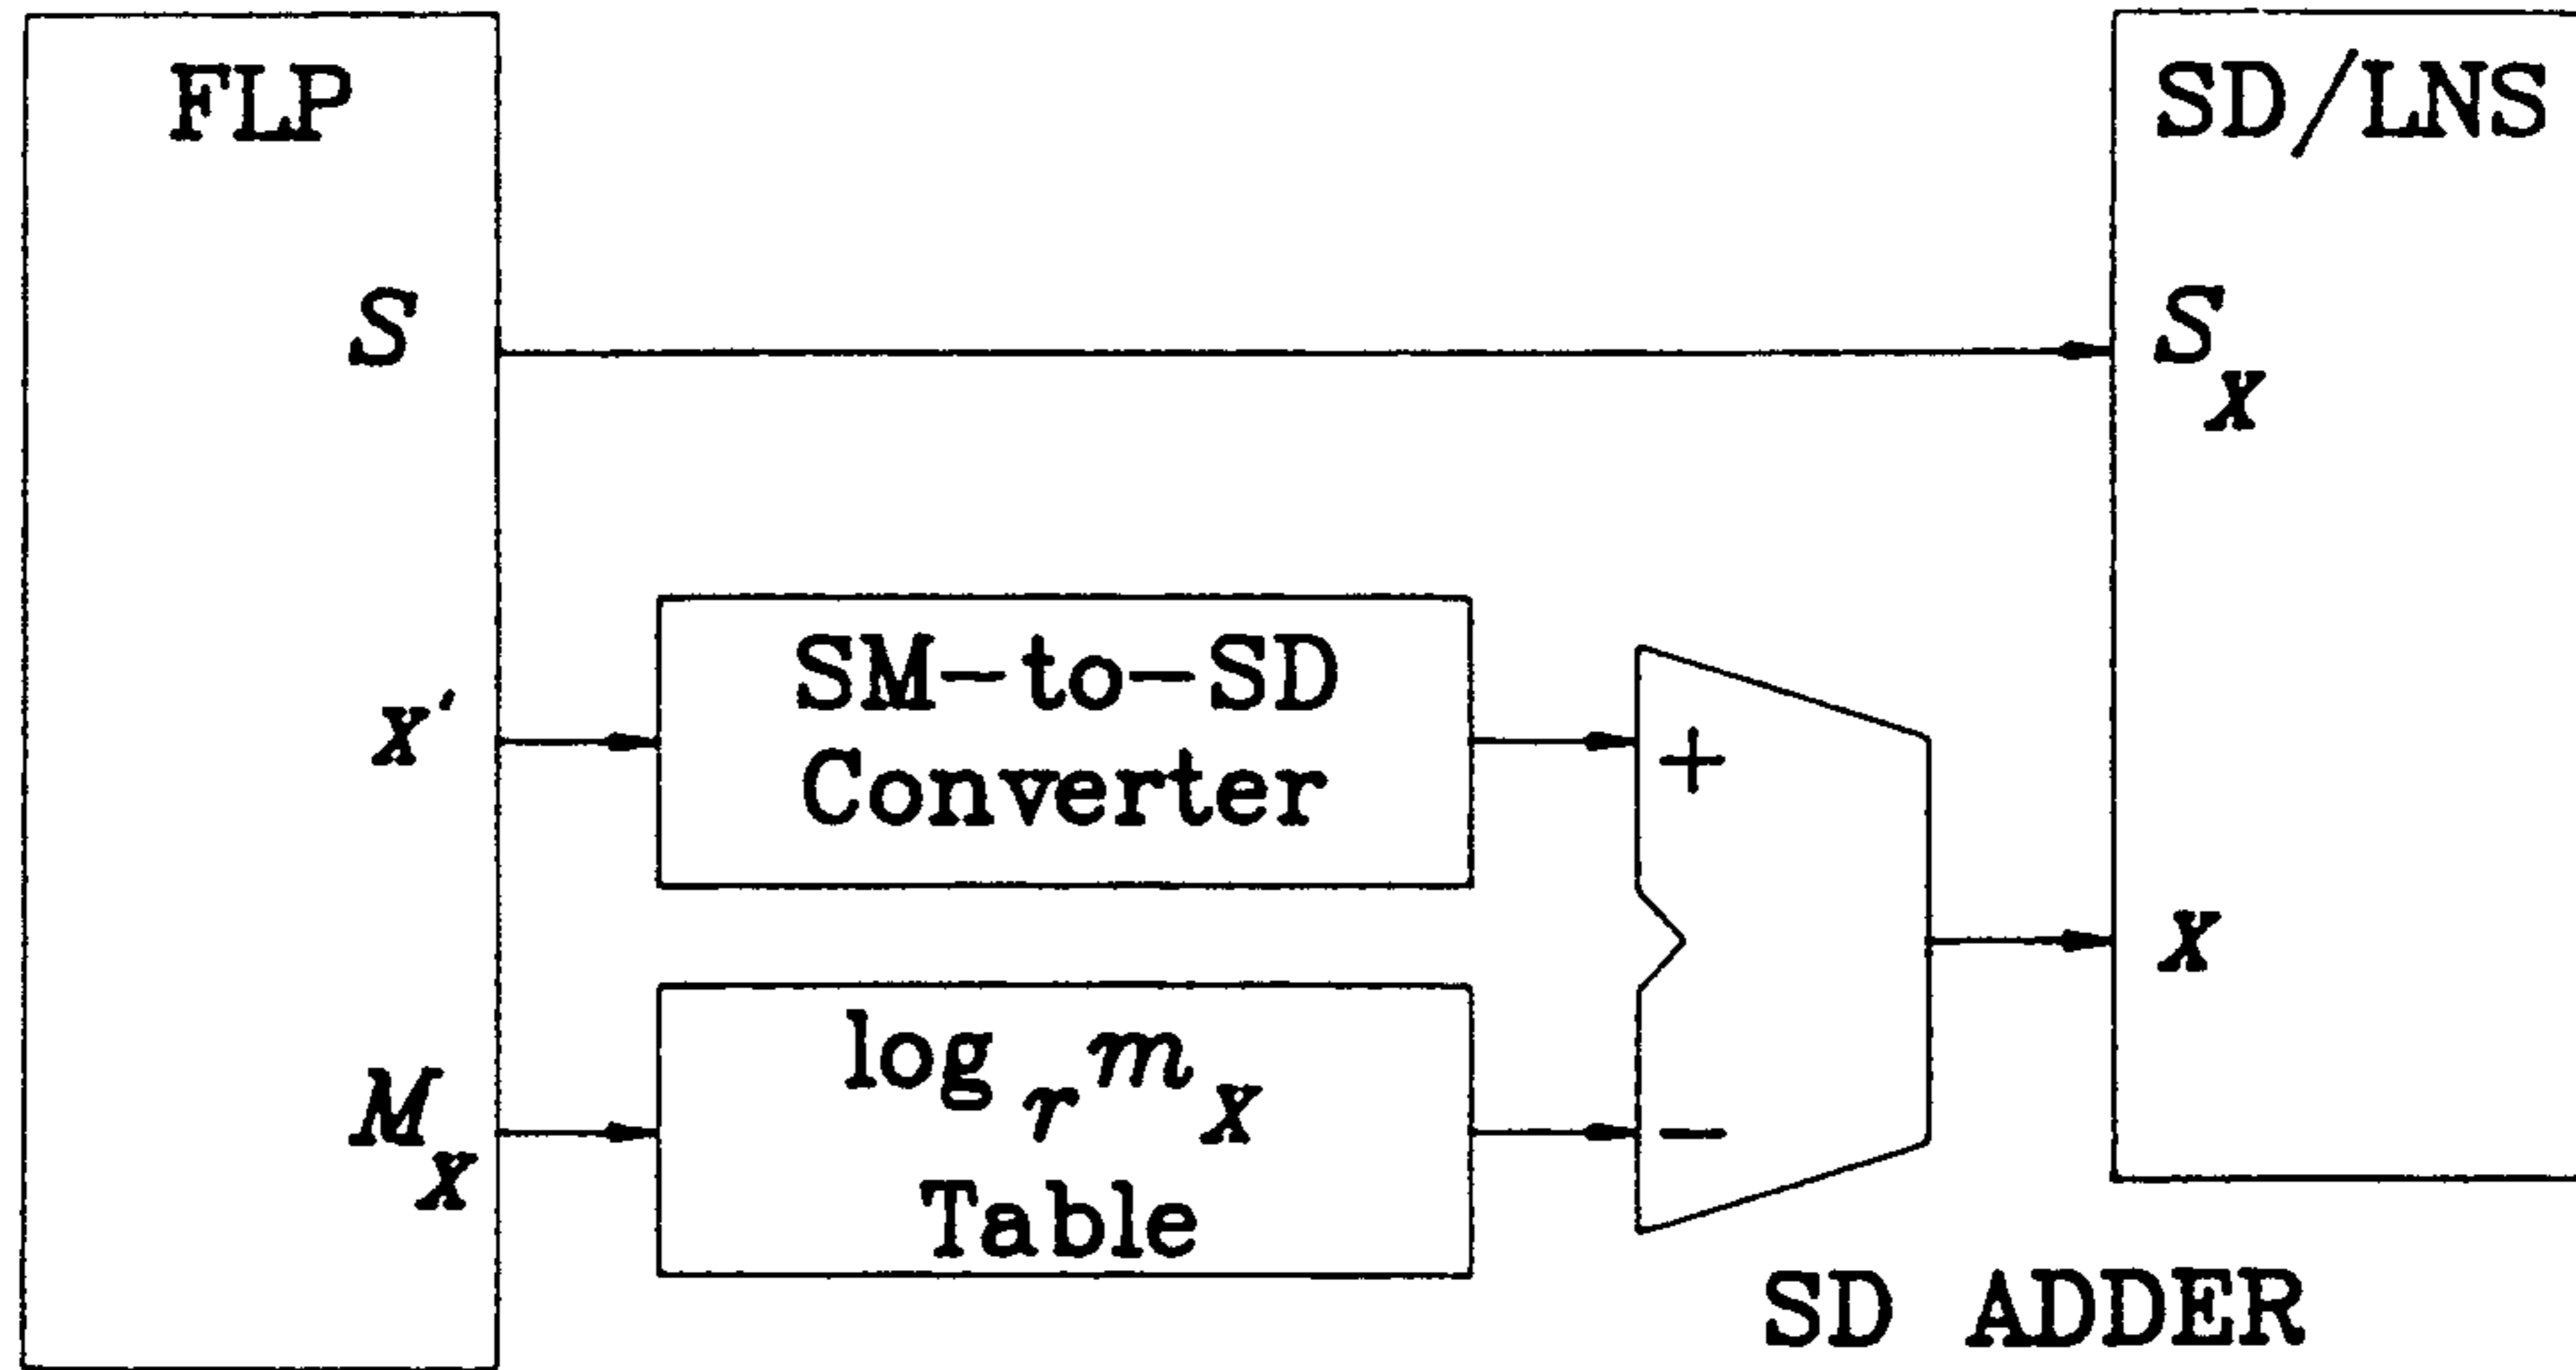 FLP
SD/LNS
S
S_x
x'
SM-to-SD
Converter
+
x
M_x
log_r m_x
Table
−
SD ADDER